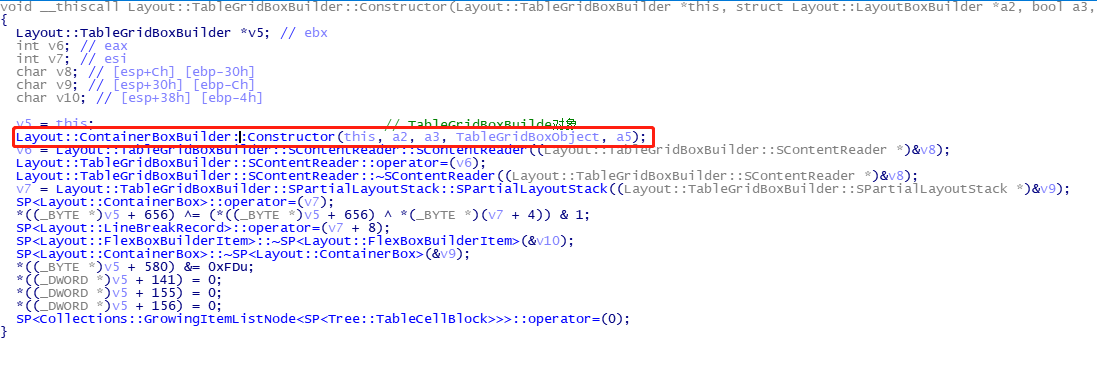 void __thiscall Layout::TableGridBoxBuilder::Constructor(Layout::TableGridBoxBuilder *this, struct Layout::LayoutBoxBuilder *a2, bool a3,
{
  Layout::TableGridBoxBuilder *v5; // ebx
  int v6; // eax
  int v7; // esi
  char v8; // [esp+Ch] [ebp-30h]
  char v9; // [esp+30h] [ebp-Ch]
  char v10; // [esp+38h] [ebp-4h]
  v5 = this; // TableGridBoxBuilde对象
  Layout::ContainerBoxBuilder::Constructor(this, a2, a3, TableGridBoxObject, a5);
  v6 = Layout::TableGridBoxBuilder::SContentReader::SContentReader((Layout::TableGridBoxBuilder::SContentReader *)&v8);
  Layout::TableGridBoxBuilder::SContentReader::operator=(v6);
  Layout::TableGridBoxBuilder::SContentReader::~SContentReader((Layout::TableGridBoxBuilder::SContentReader *)&v8);
  v7 = Layout::TableGridBoxBuilder::SPartialLayoutStack::SPartialLayoutStack((Layout::TableGridBoxBuilder::SPartialLayoutStack *)&v9);
  SP<Layout::ContainerBox>::operator=(v7);
  *((_BYTE *)v5 + 656) ^= (*((_BYTE *)v5 + 656) ^ *(_BYTE *)(v7 + 4)) & 1;
  SP<Layout::LineBreakRecord>::operator=(v7 + 8);
  SP<Layout::FlexBoxBuilderItem>::~SP<Layout::FlexBoxBuilderItem>(&v10);
  SP<Layout::ContainerBox>::~SP<Layout::ContainerBox>(&v9);
  *((_BYTE *)v5 + 580) &= 0xFDu;
  *((_DWORD *)v5 + 141) = 0;
  *((_DWORD *)v5 + 155) = 0;
  *((_DWORD *)v5 + 156) = 0;
  SP<Collections::GrowingItemListNode<SP<Tree::TableCellBlock>>>::operator=(0);
}